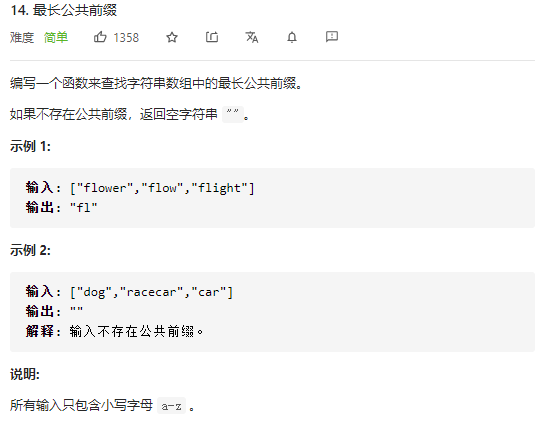 14. 最长公共前缀
难度 简单 1358
编写一个函数来查找字符串数组中的最长公共前缀。
如果不存在公共前缀，返回空字符串 ""。
示例 1:
输入: ["flower","flow","flight"]
输出: "fl"
示例 2:
输入: ["dog","racecar","car"]
输出: ""
解释: 输入不存在公共前缀。
说明:
所有输入只包含小写字母 a-z 。